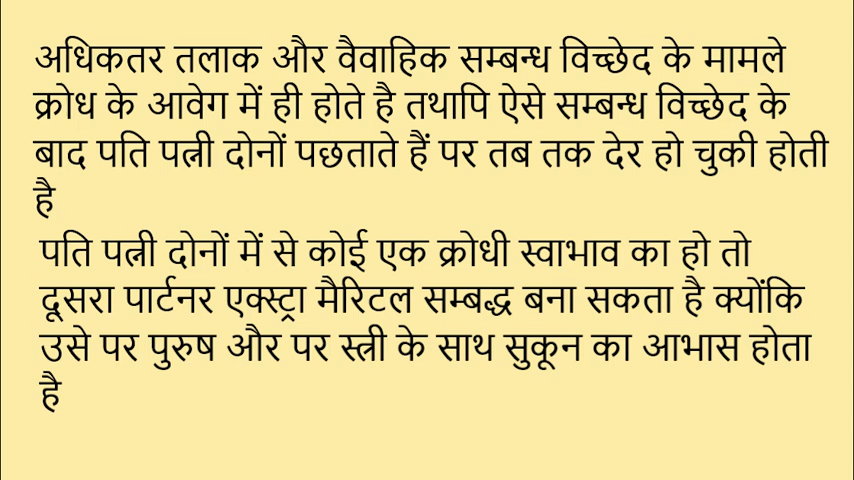 अधिकतर तलाक और वैवाहिक सम्बन्ध विच्छेद के मामले
क्रोध के आवेग में ही होते है तथापि ऐसे सम्बन्ध विच्छेद के
बाद पति पत्नी दोनों पछताते हैं पर तब तक देर हो चुकी होती
है
पति पत्नी दोनों में से कोई एक क्रोधी स्वाभाव का हो तो
दूसरा पार्टनर एक्स्ट्रा मैरिटल सम्बद्ध बना सकता है क्योंकि
उसे पर पुरुष और पर स्त्री के साथ सुकून का आभास होता
है